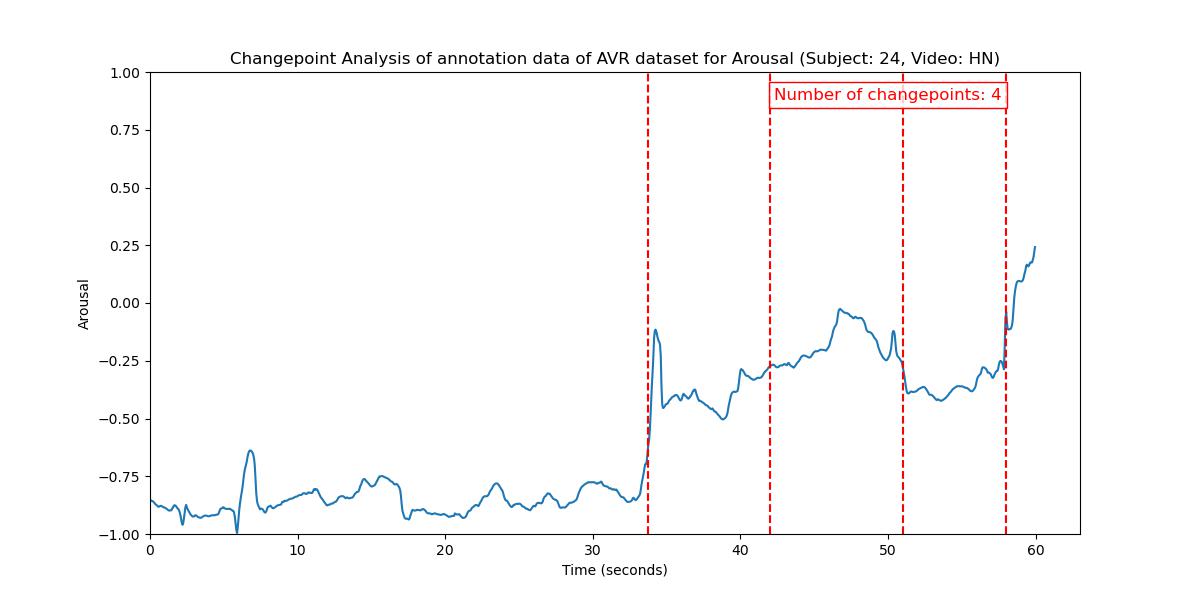 Changepoint Analysis of annotation data of AVR dataset for Arousal (Subject: 24, Video: HN)
Number of changepoints: 4
1.00
0.75
0.50
0.25
0.00
−0.25
−0.50
−0.75
−1.00
Arousal
0 10 20 30 40 50 60
Time (seconds)